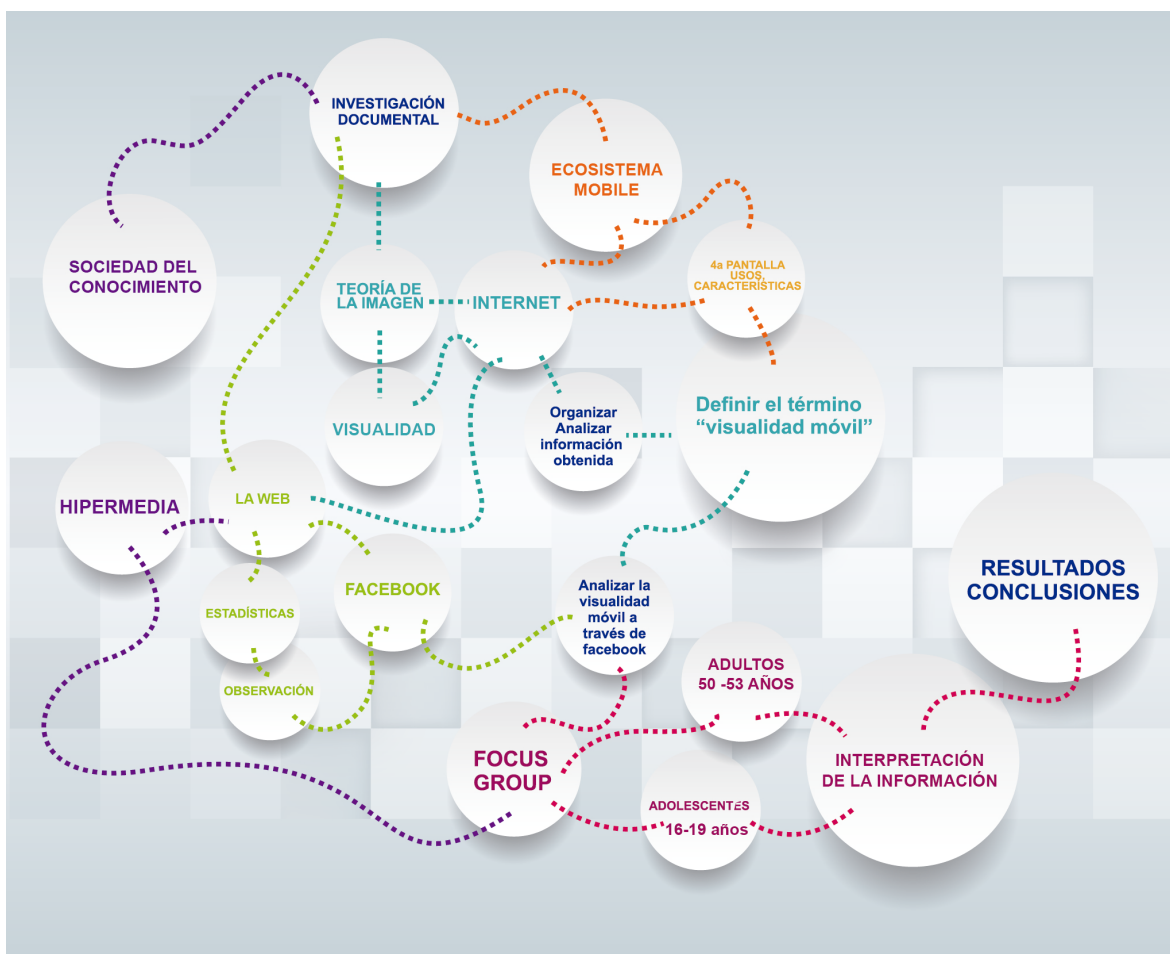 INVESTIGACIÓN
DOCUMENTAL
ECOSISTEMA
MOBILE
SOCIEDAD DEL
CONOCIMIENTO
TEORÍA DE
LA IMAGEN
INTERNET
4a PANTALLA
USOS,
CARACTERÍSTICAS
VISUALIDAD
Organizar
Analizar
información
obtenida
Definir el término
“visualidad móvil”
HIPERMEDIA
LA WEB
ESTADÍSTICAS
FACEBOOK
OBSERVACIÓN
Analizar la
visualidad
móvil a
través de
facebook
RESULTADOS
CONCLUSIONES
ADULTOS
50 -53 AÑOS
FOCUS
GROUP
ADOLESCENTES
16-19 años
INTERPRETACIÓN
DE LA INFORMACIÓN